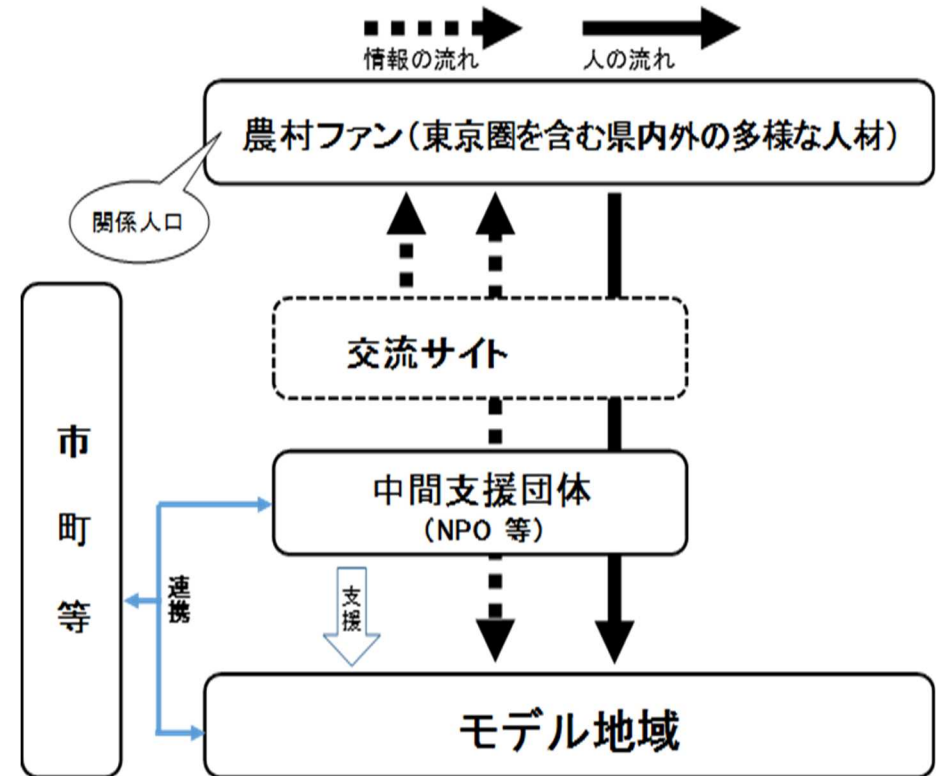 情報の流れ
人の流れ
農村ファン（東京圏を含む県内外の多様な人材）
関係人口
交流サイト
市町等
中間支援団体
（NPO 等）
連携
支援
モデル地域